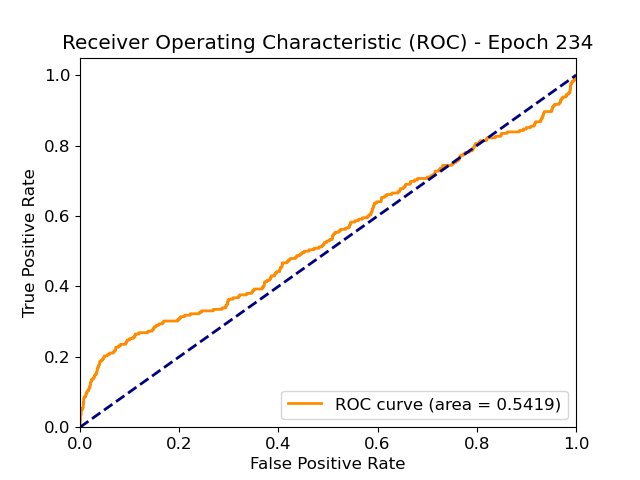 Receiver Operating Characteristic (ROC) - Epoch 234
1.0
0.8
0.6
0.4
0.2
0.0
True Positive Rate
ROC curve (area = 0.5419)
0.0 0.2 0.4 0.6 0.8 1.0
False Positive Rate